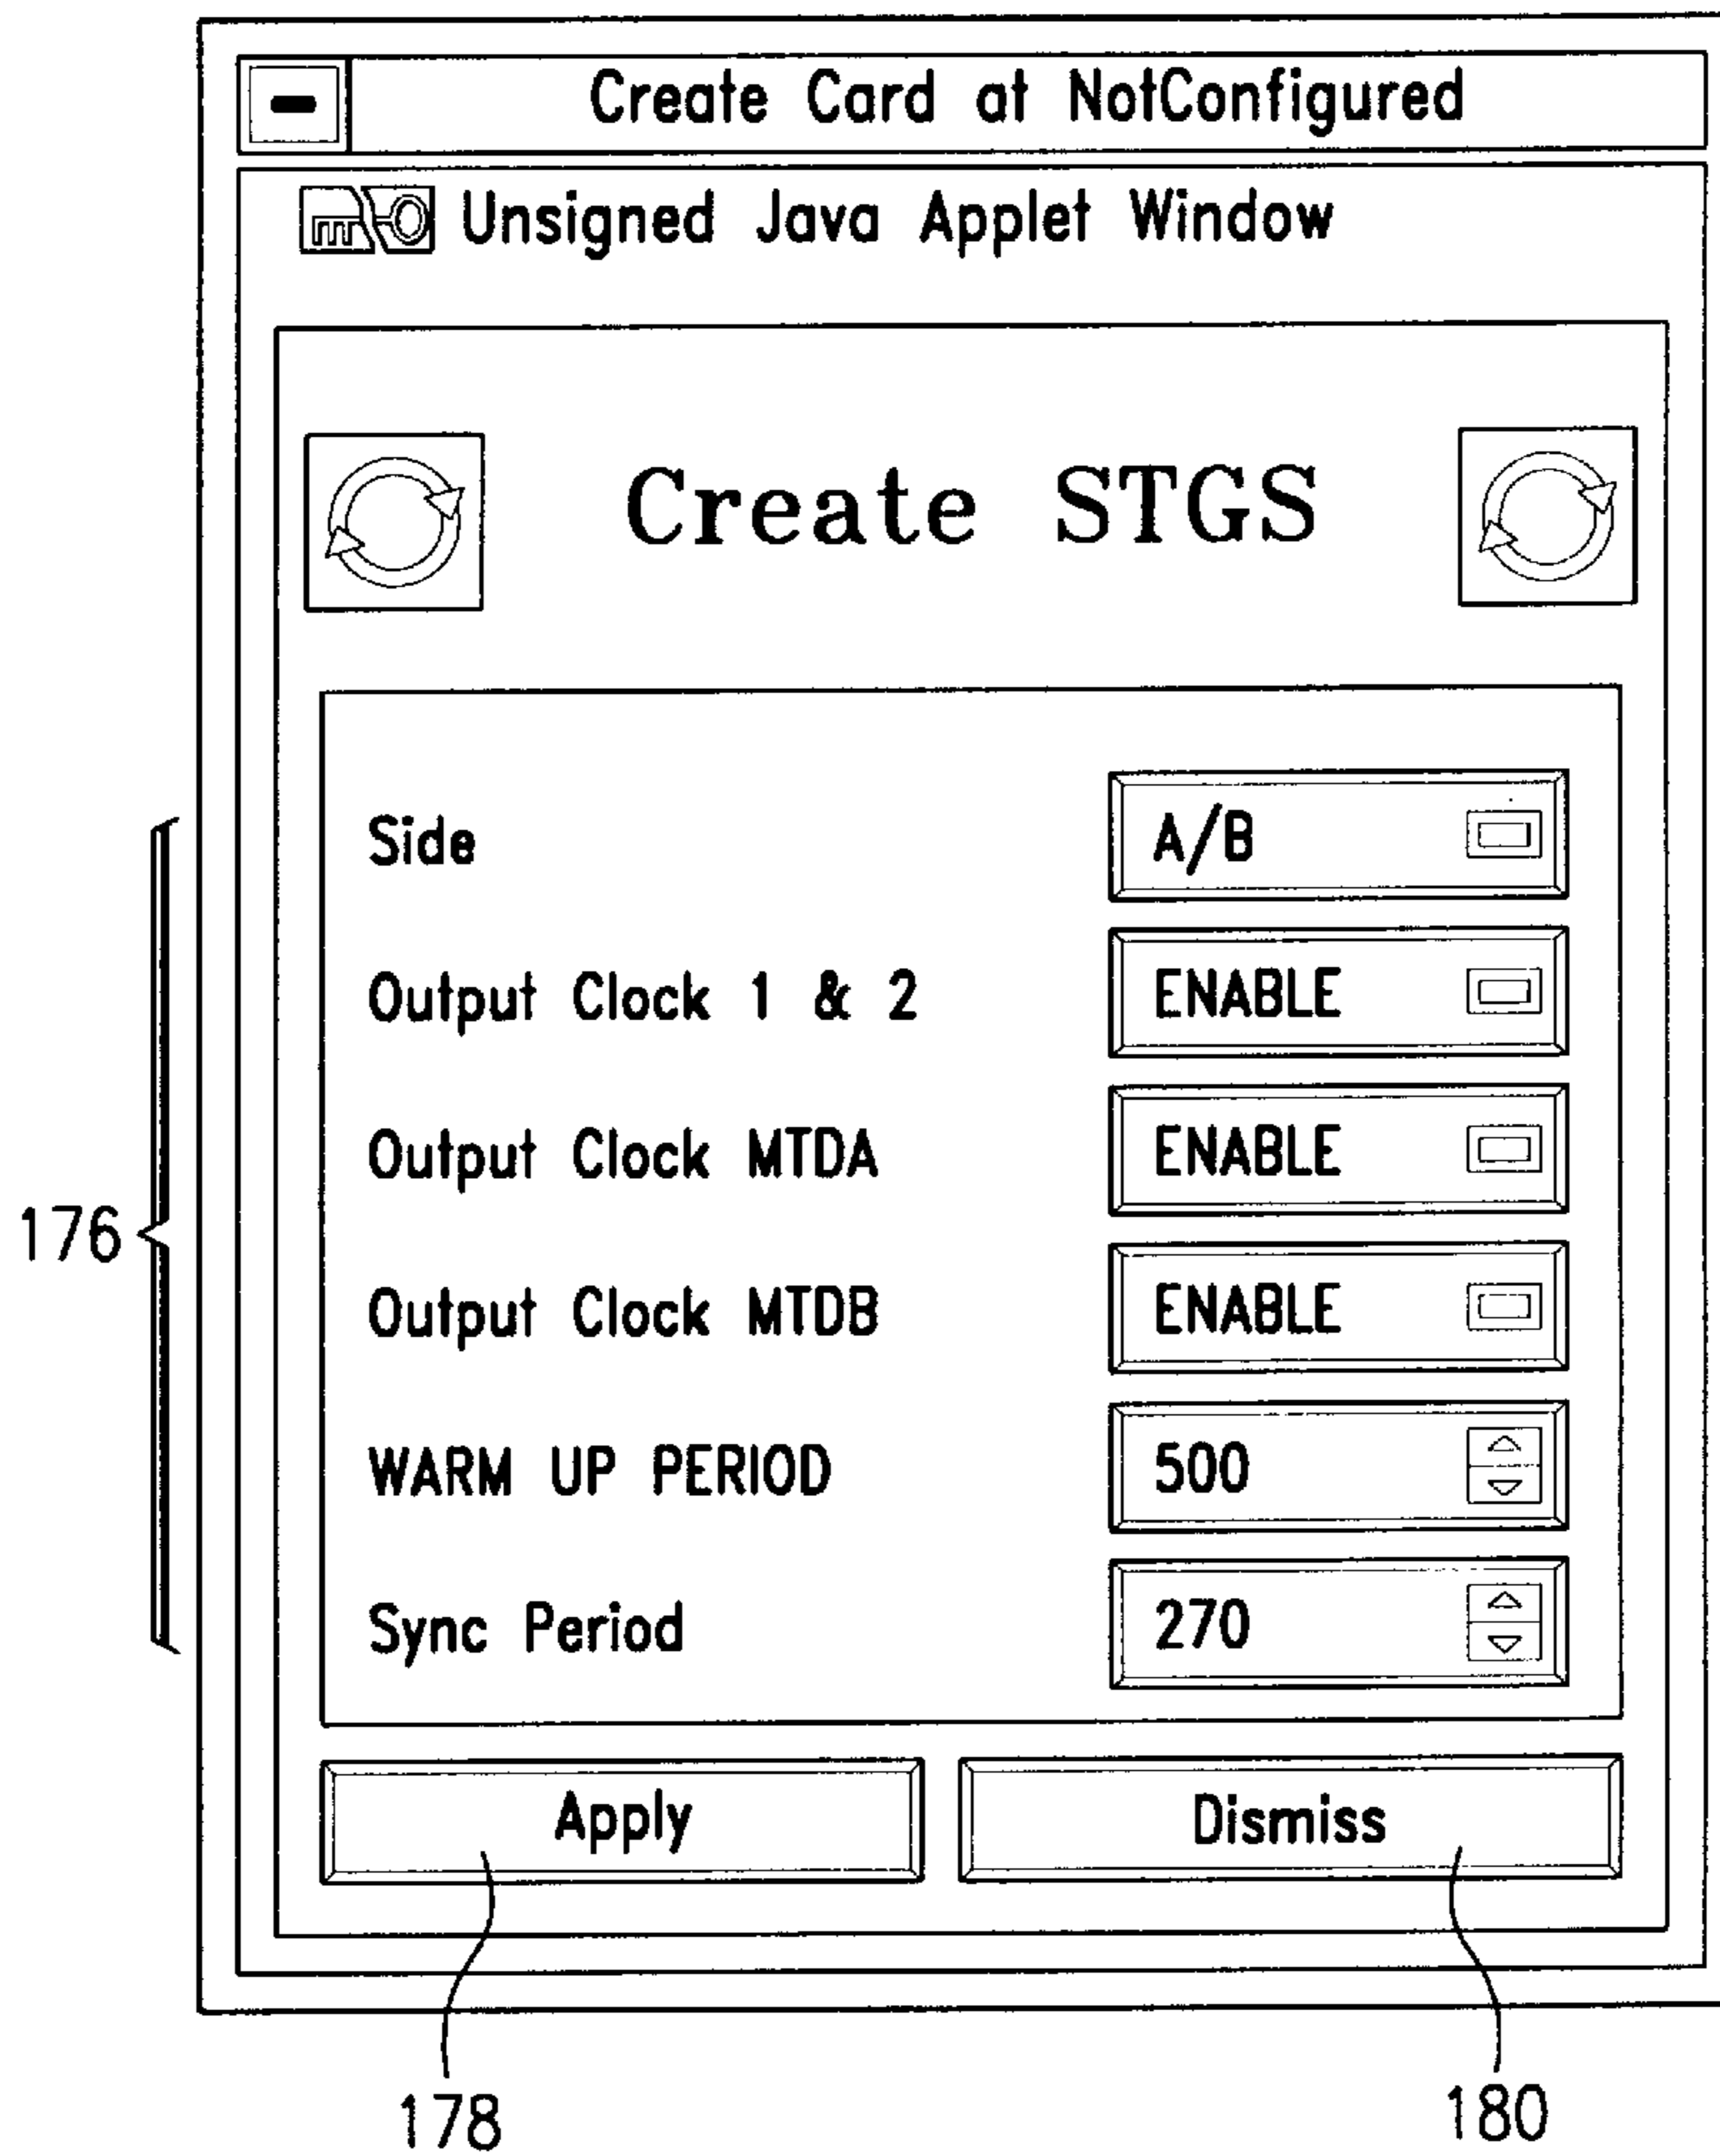 Create Card at NotConfigured
Unsigned Java Applet Window
Create STGS
Side A/B
Output Clock 1 & 2 ENABLE
Output Clock MTDA ENABLE
Output Clock MTDB ENABLE
176
WARM UP PERIOD 500
Sync Period 270
Apply Dismiss
178 180